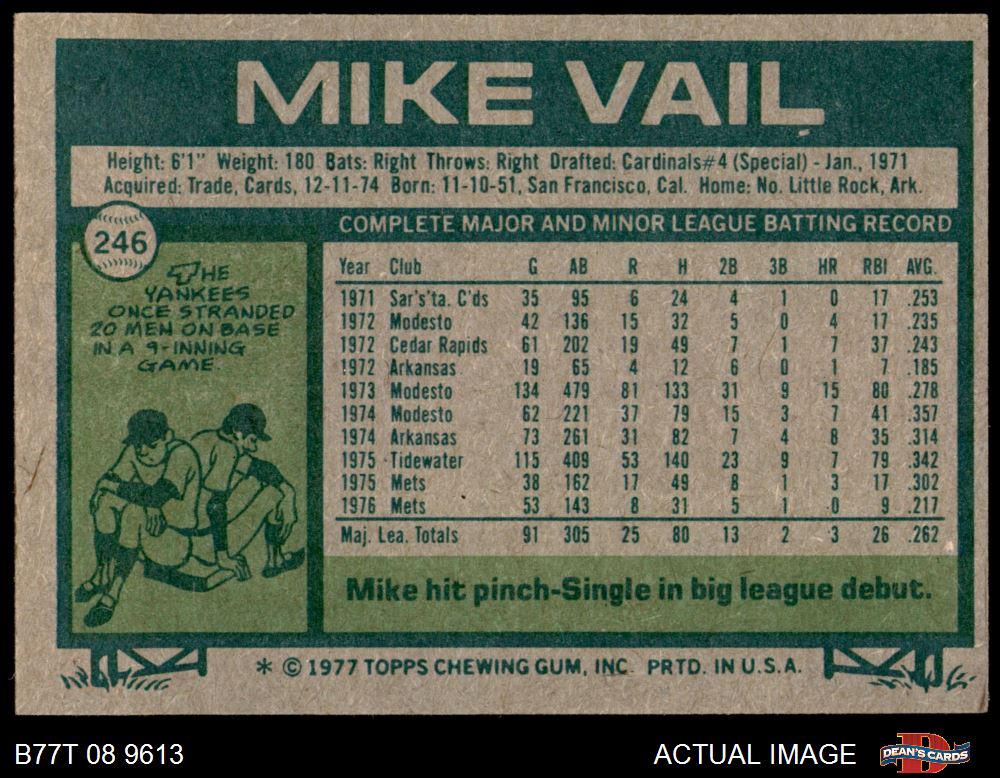 MIKE VAIL
Height: 6'1" Weight: 180 Bats: Right Throws: Right Drafted: Cardinals#4 (Special) - Jan., 1971
Acquired: Trade, Cards, 12-11-74 Born: 11-10-51, San Francisco, Cal. Home: No. Little Rock, Ark.
246
THE
YANKEES
ONCE STRANDED
20 MEN ON BASE
IN A 9-INNING
GAME.
COMPLETE MAJOR AND MINOR LEAGUE BATTING RECORD
Year Club G AB R H 2B 3B HR RBI AVG.
1971 Sar's'ta. C'ds 35 95 6 24 4 1 0 17 .253
1972 Modesto 42 136 15 32 5 0 4 17 .235
1972 Cedar Rapids 61 202 19 49 7 1 7 37 .243
1972 Arkansas 19 65 4 12 6 0 1 7 .185
1973 Modesto 134 479 81 133 31 9 15 80 .278
1974 Modesto 62 221 37 79 15 3 7 41 .357
1974 Arkansas 73 261 31 82 7 4 8 35 .314
1975 Tidewater 115 409 53 140 23 9 7 79 .342
1975 Mets 38 162 17 49 8 1 3 17 .302
1976 Mets 53 143 8 31 5 1 0 9 .217
Maj. Lea. Totals 91 305 25 80 13 2 3 26 .262
Mike hit pinch-Single in big league debut.
* © 1977 TOPPS CHEWING GUM, INC. PRTD. IN U.S.A.
B77T 08 9613
ACTUAL IMAGE
DEAN'S CARDS